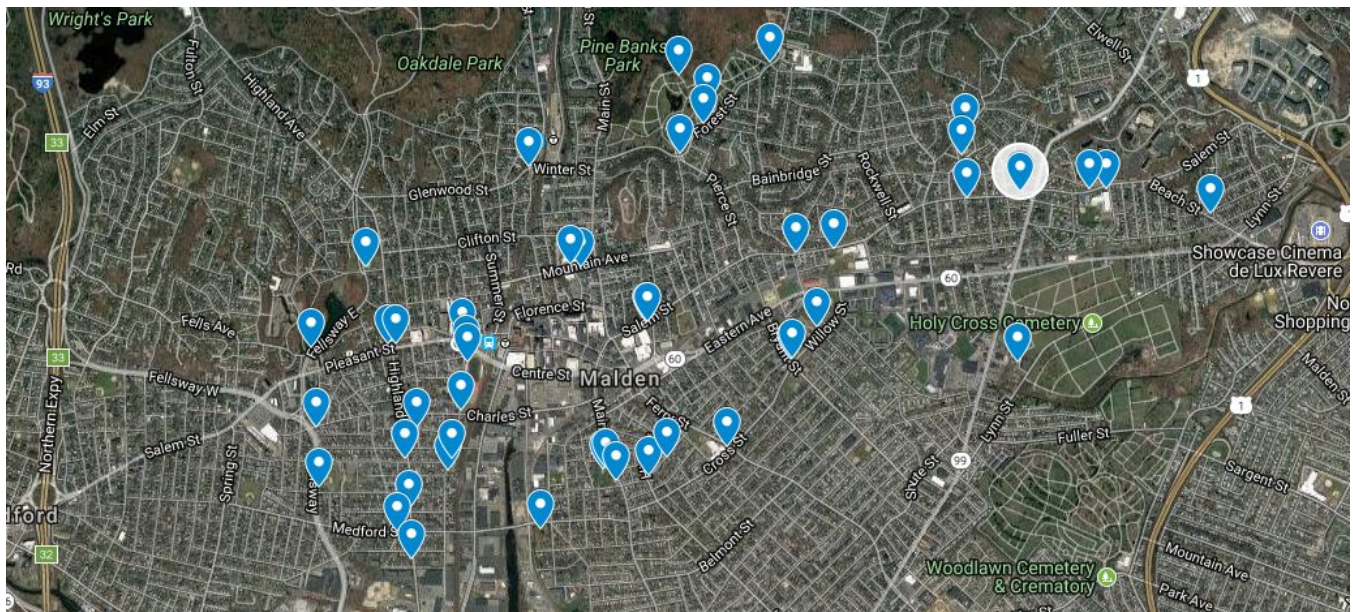 Wright's Park
Fulton St
Oakdale Park
Pine Banks
Park
Main St
Elwell St
1
93
Highland Ave
Elm St
33
Forest St
Salem St
Winter St
Bainbridge St
Rockwell St
Glenwood St
Pierce St
Beach St
Lynn St
Clifton St
Summer St
Mountain Ave
Showcase Cinema
de Lux Revere
Rd
60
Florence St
Salem St
Eastern Ave
Willow St
Bryant St
Holy Cross Cemetery
No
Shopping
Fells Ave
Fellsway E
Pleasant St
33
Fellsway W
Highland
Centre St
60
Malden
Malden St
Northern Expy
Charles St
Main
Ferry St
Cross St
Lynn St
1
Fuller St
Salem St
Spring St
99
Shute St
Sargent St
dford
Medford S
32
Belmont St
Woodlawn Cemetery
& Crematory
Mountain Ave
Park Ave